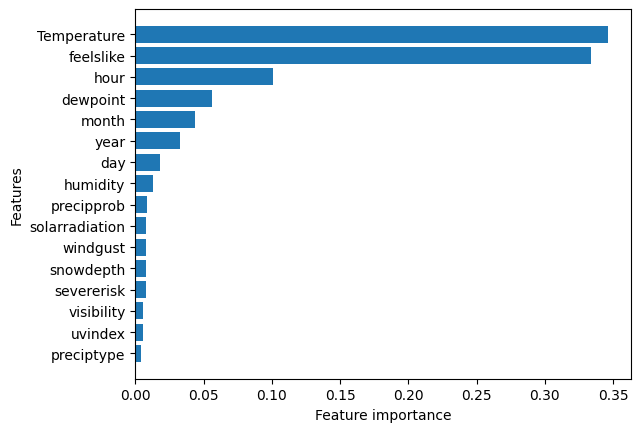 Temperature
feelslike
hour
dewpoint
month
year
day
humidity
precipprob
solarradiation
windgust
snowdepth
severerisk
visibility
uvindex
preciptype
Features
0.00 0.05 0.10 0.15 0.20 0.25 0.30 0.35
Feature importance